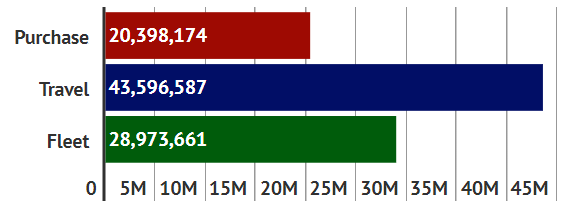 Purchase 20,398,174
Travel 43,596,587
Fleet 28,973,661
0 5M 10M 15M 20M 25M 30M 35M 40M 45M